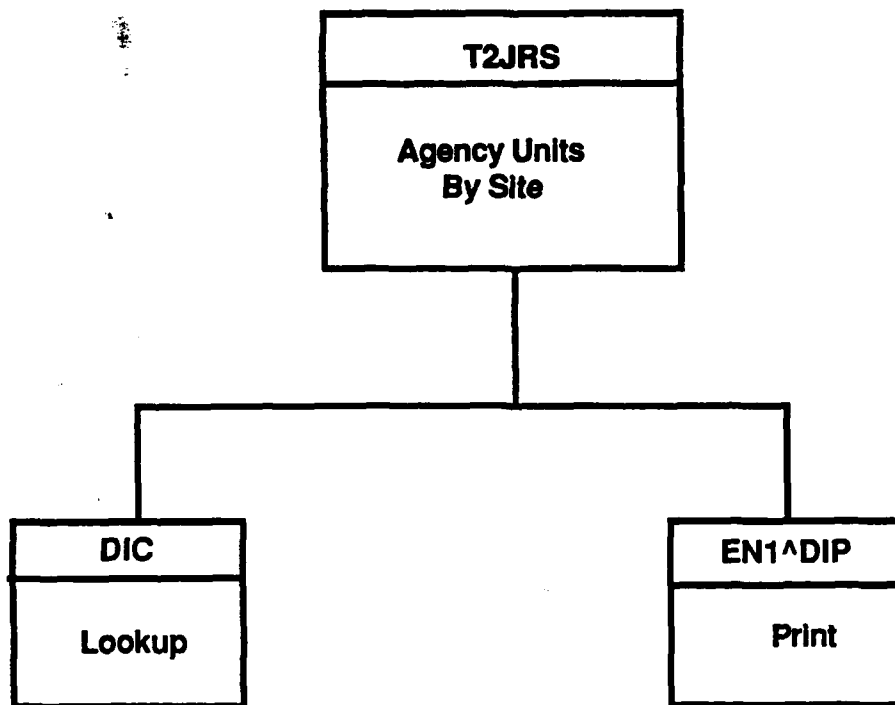 T2JRS
Agency Units
By Site
DIC
Lookup
EN1^DIP
Print